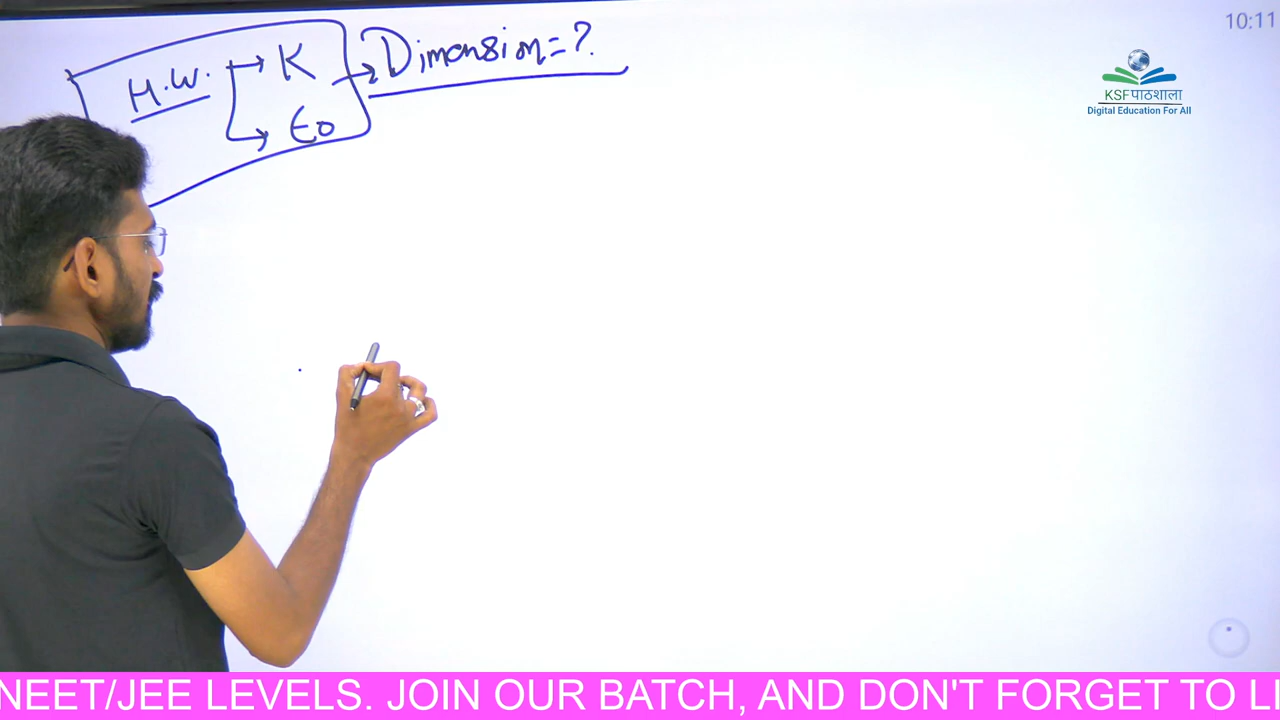 10:11
H.W. → K → Dimension = ?
→ ε0
KSFपाठशाला
Digital Education For All
NEET/JEE LEVELS. JOIN OUR BATCH, AND DON'T FORGET TO LI